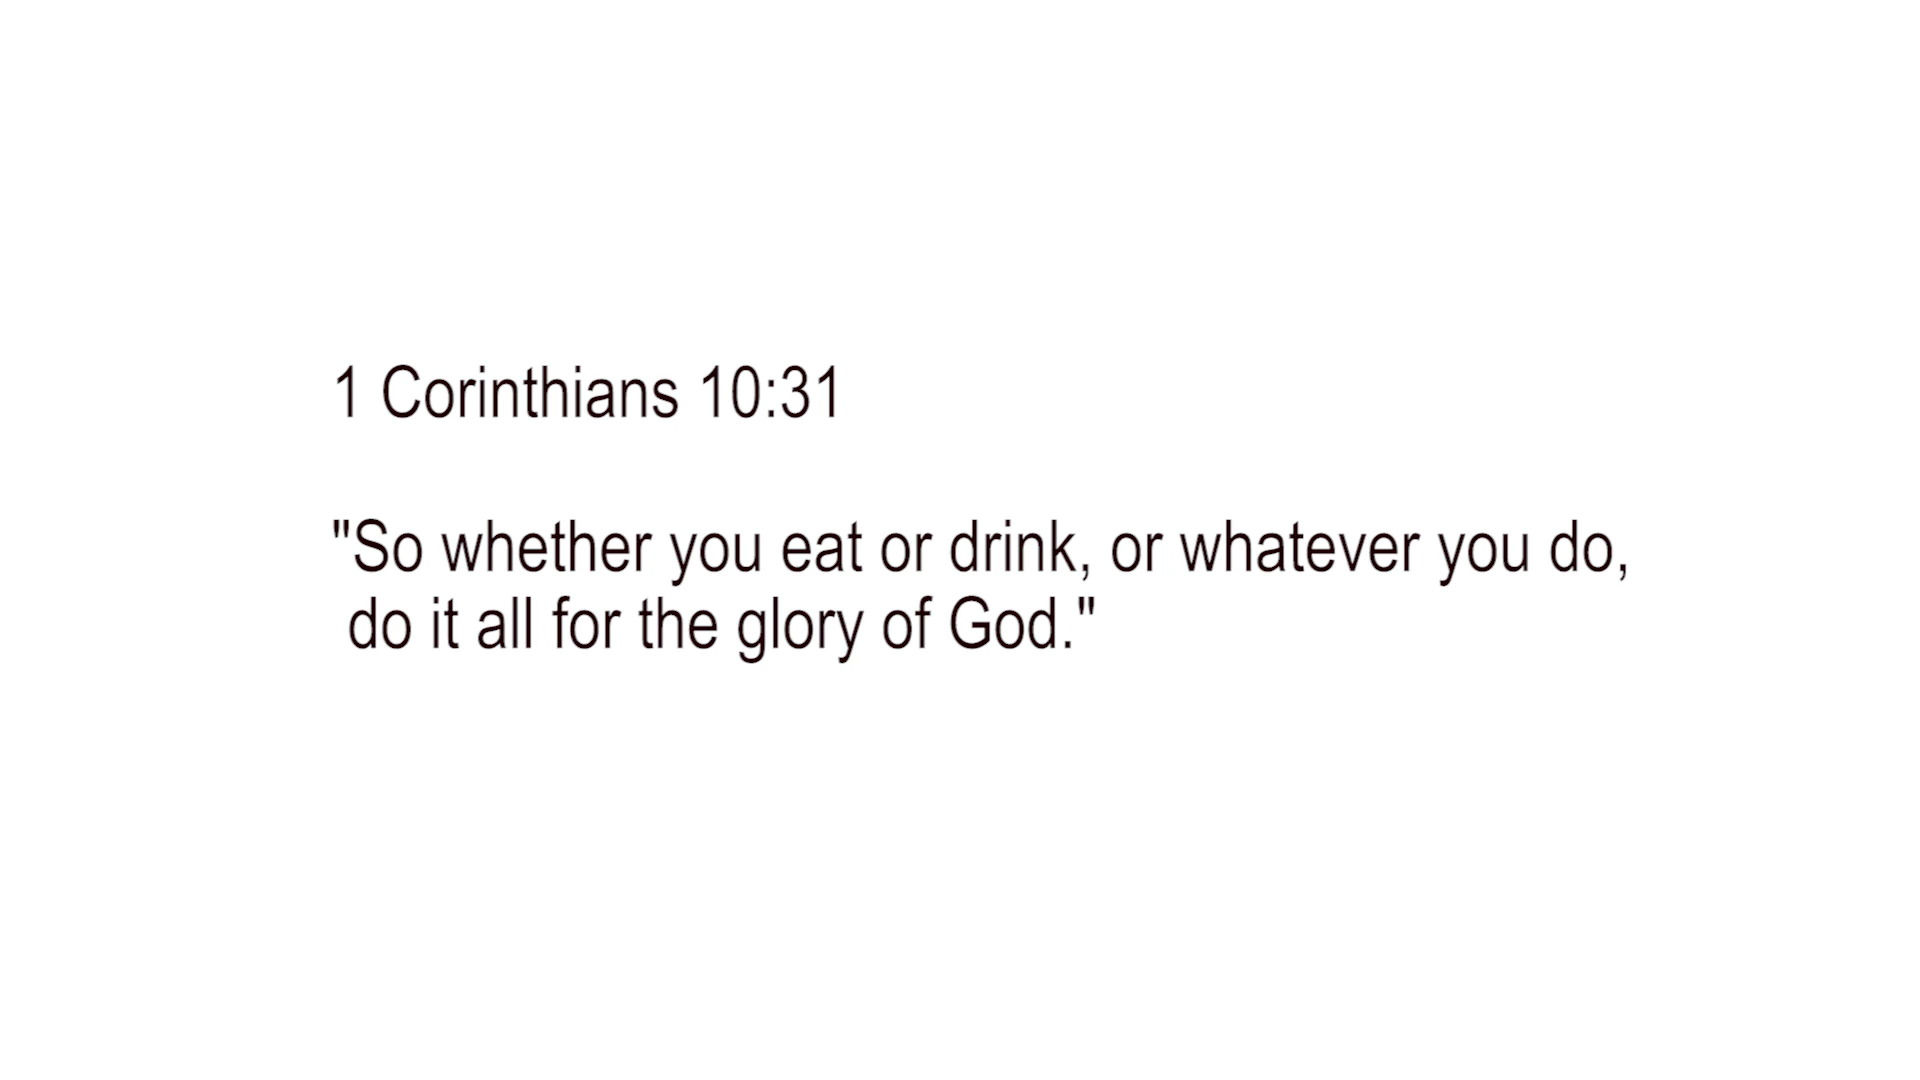 1 Corinthians 10:31
"So whether you eat or drink, or whatever you do,
do it all for the glory of God."